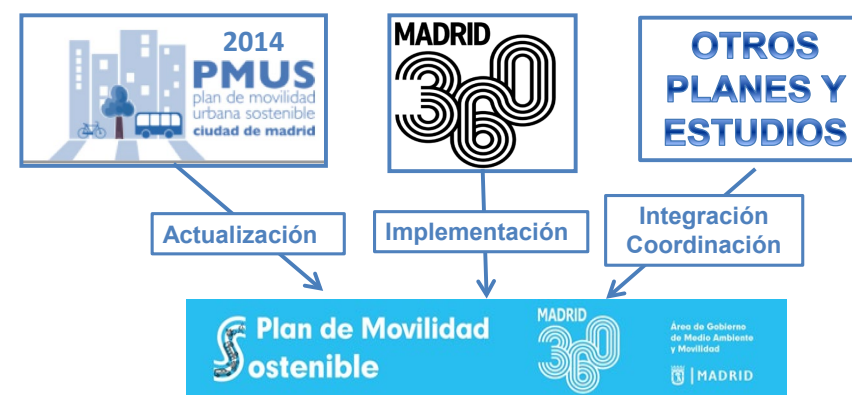 2014
PMUS
plan de movilidad
urbana sostenible
ciudad de madrid
MADRID
360
OTROS
PLANES Y
ESTUDIOS
Actualización
Implementación
Integración
Coordinación
Plan de Movilidad
Sostenible
MADRID
360
Área de Gobierno
de Medio Ambiente
y Movilidad
MADRID